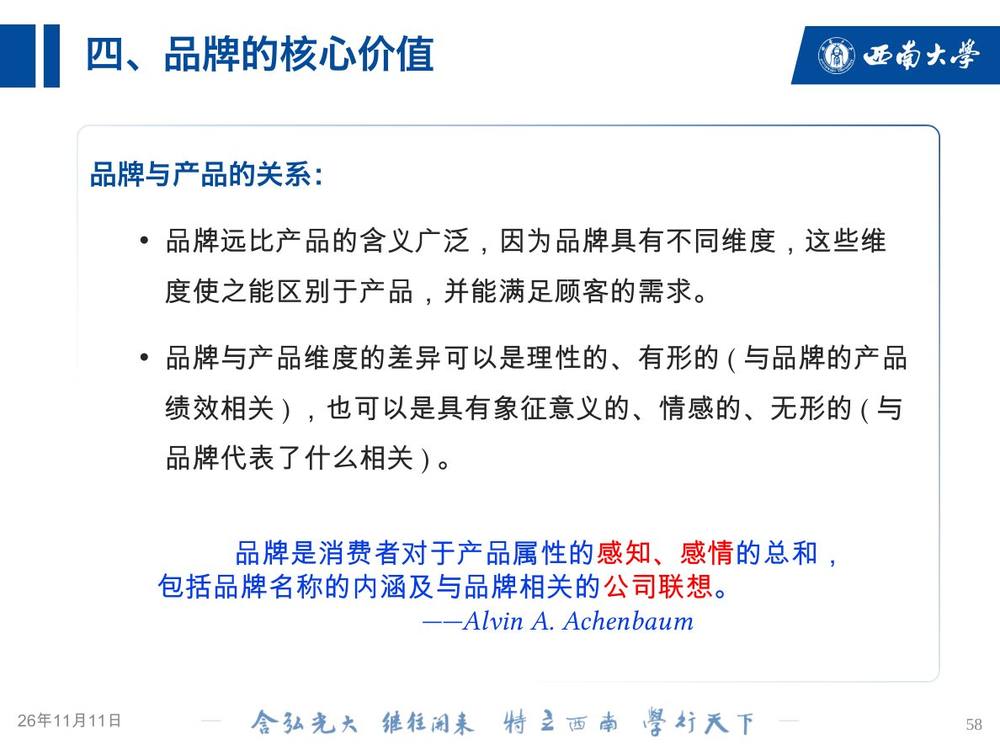 四、品牌的核心价值
西南大学
品牌与产品的关系：
• 品牌远比产品的含义广泛，因为品牌具有不同维度，这些维
度使之能区别于产品，并能满足顾客的需求。
• 品牌与产品维度的差异可以是理性的、有形的(与品牌的产品
绩效相关)，也可以是具有象征意义的、情感的、无形的(与
品牌代表了什么相关)。
品牌是消费者对于产品属性的感知、感情的总和，
包括品牌名称的内涵及与品牌相关的公司联想。
——Alvin A. Achenbaum
26年11月11日
含弘光大 继往开来 特立西南 學行天下
58